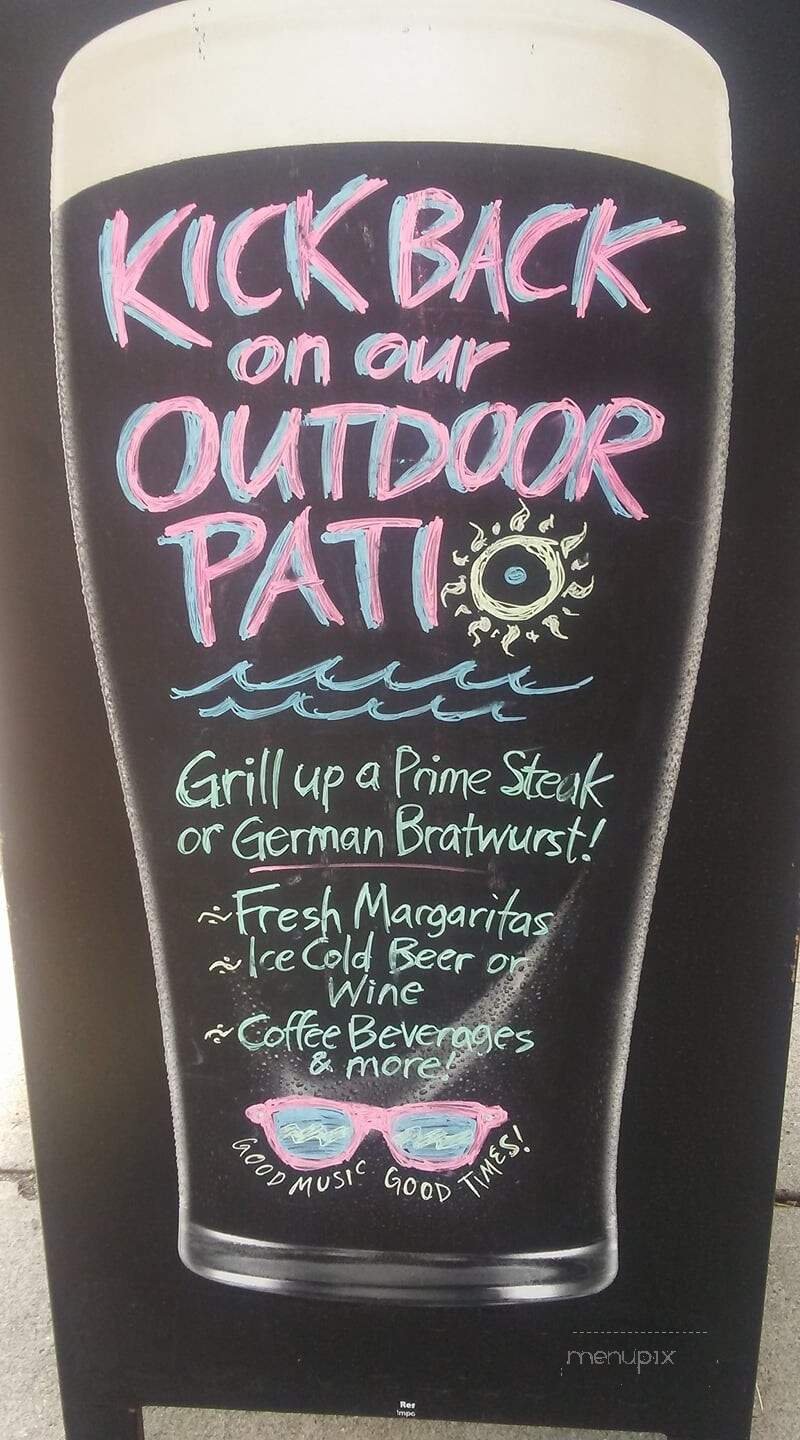 KICK BACK
on our
OUTDOOR
PATIO
Grill up a Prime Steak
or German Bratwurst!
~Fresh Margaritas
~Ice Cold Beer or
Wine
~Coffee Beverages
& more!
GOOD MUSIC GOOD TIMES!
menupix